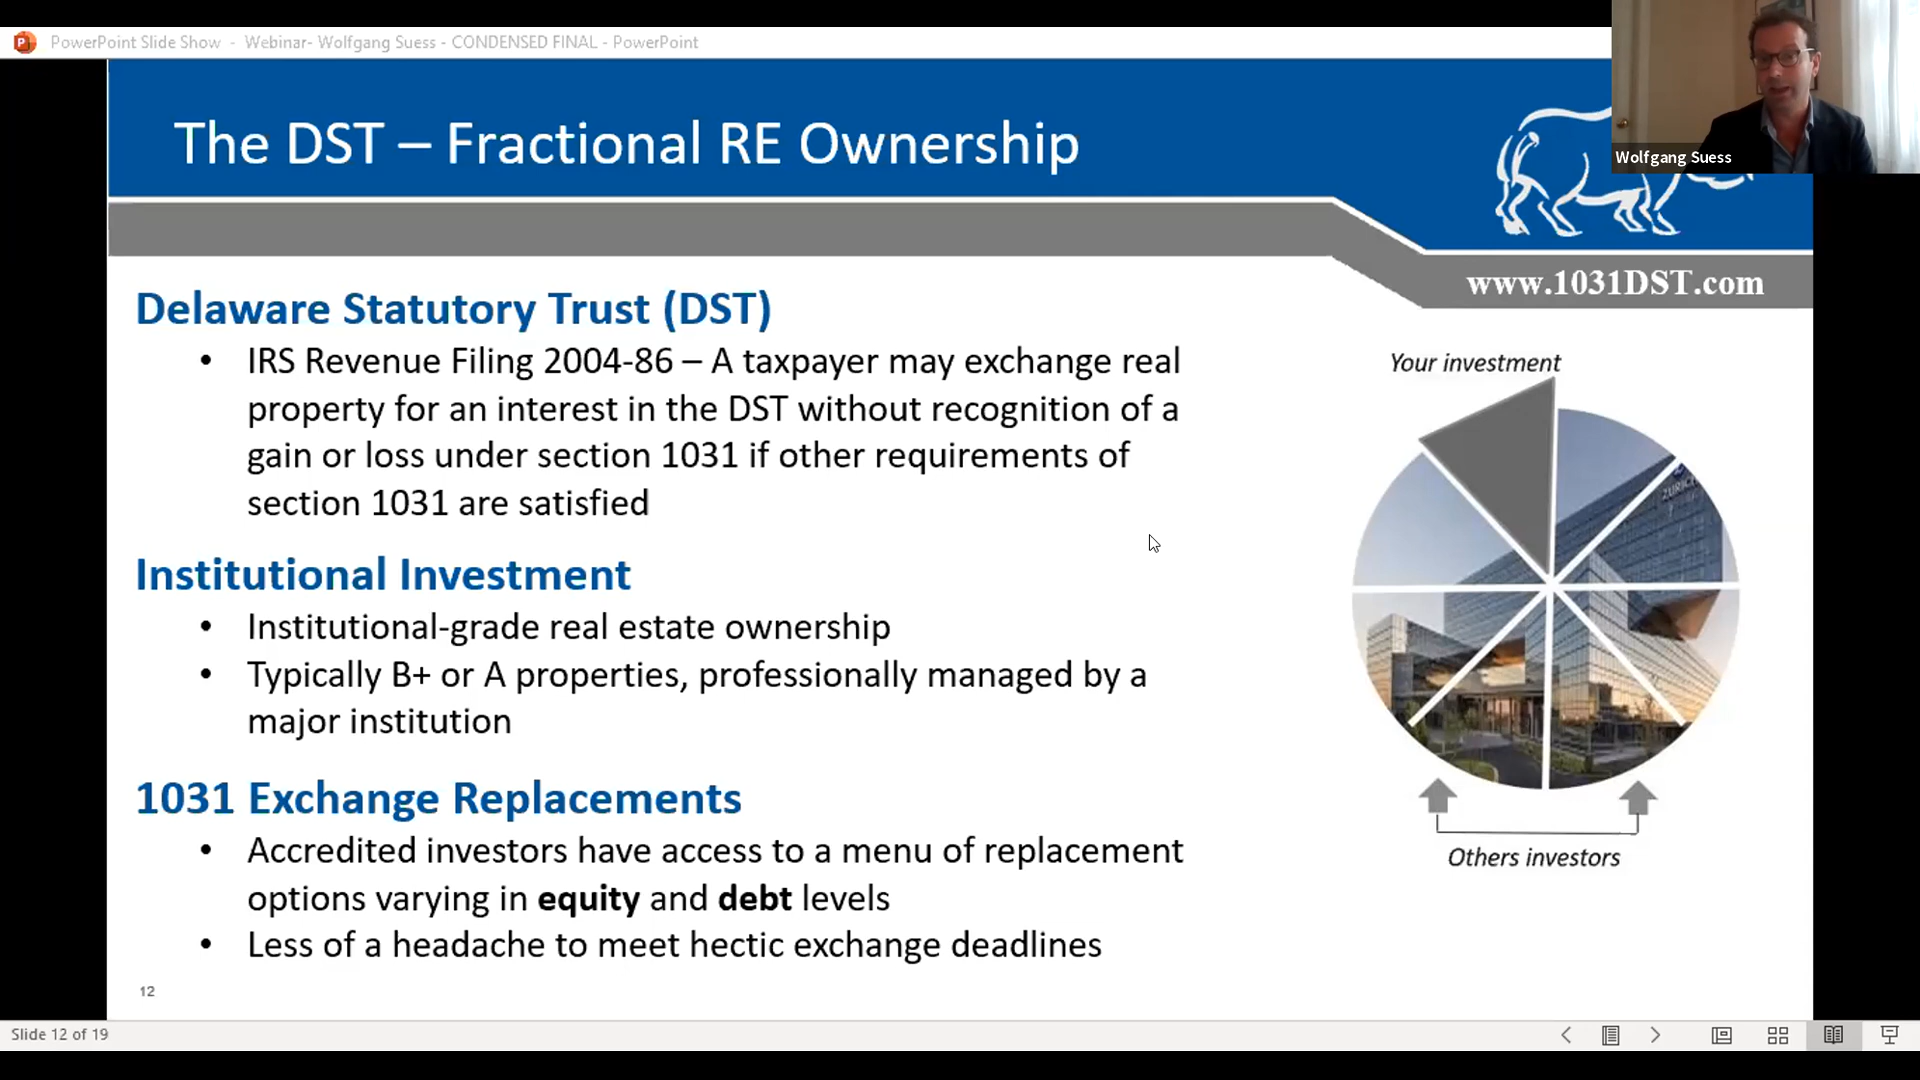 PowerPoint Slide Show - Webinar- Wolfgang Suess - CONDENSED FINAL - PowerPoint
Wolfgang Suess
The DST – Fractional RE Ownership
www.1031DST.com
Delaware Statutory Trust (DST)
• IRS Revenue Filing 2004-86 – A taxpayer may exchange real
property for an interest in the DST without recognition of a
gain or loss under section 1031 if other requirements of
section 1031 are satisfied
Institutional Investment
• Institutional-grade real estate ownership
• Typically B+ or A properties, professionally managed by a
major institution
1031 Exchange Replacements
• Accredited investors have access to a menu of replacement
options varying in equity and debt levels
• Less of a headache to meet hectic exchange deadlines
Your investment
ZURICH
Others investors
12
Slide 12 of 19